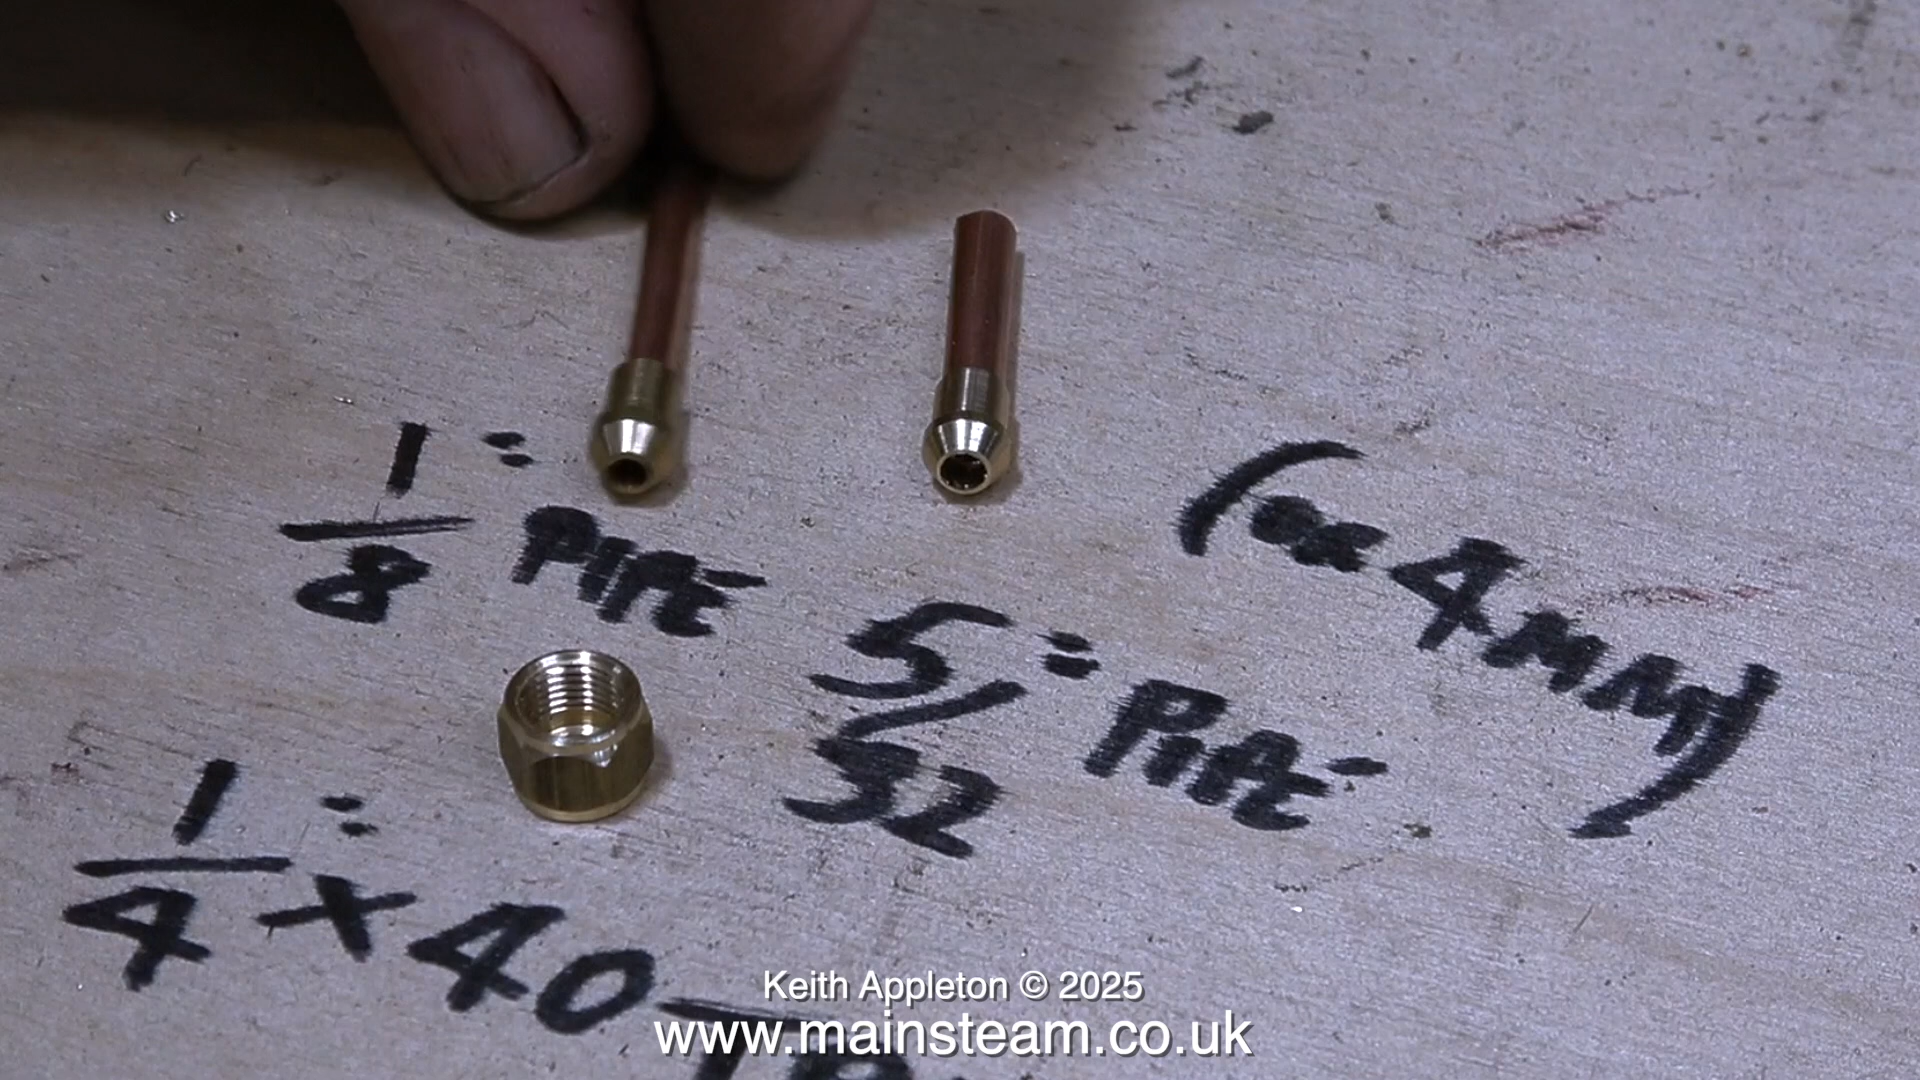 1"
8 PIPE
5" PIPE
32
(OR 4MM)
1"
4 X 40
Keith Appleton © 2025
www.mainsteam.co.uk